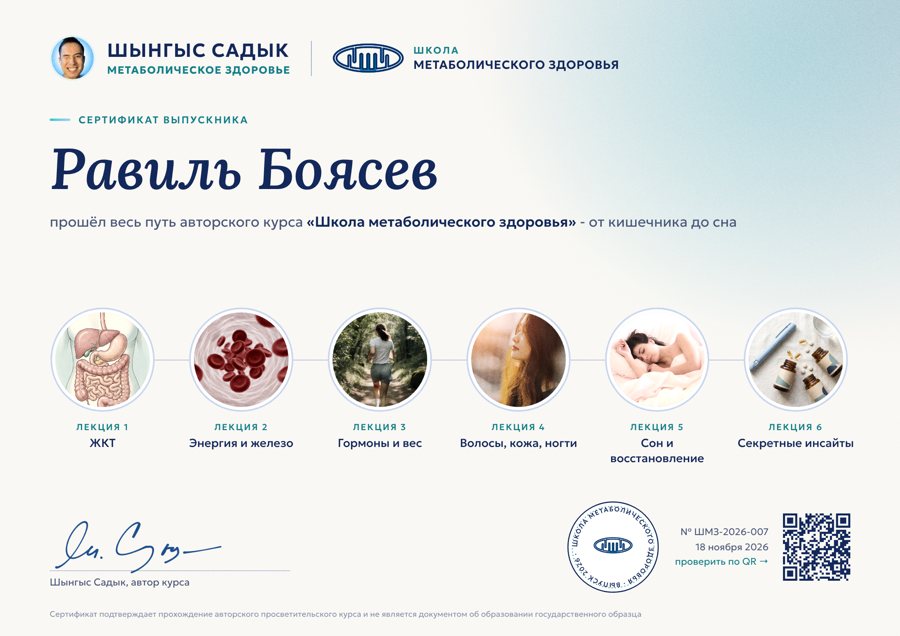 ШЫНГЫС САДЫК
МЕТАБОЛИЧЕСКОЕ ЗДОРОВЬЕ
ШКОЛА
МЕТАБОЛИЧЕСКОГО ЗДОРОВЬЯ
СЕРТИФИКАТ ВЫПУСКНИКА
Равиль Боясев
прошёл весь путь авторского курса «Школа метаболического здоровья» - от кишечника до сна
ЛЕКЦИЯ 1
ЖКТ
ЛЕКЦИЯ 2
Энергия и железо
ЛЕКЦИЯ 3
Гормоны и вес
ЛЕКЦИЯ 4
Волосы, кожа, ногти
ЛЕКЦИЯ 5
Сон и
восстановление
ЛЕКЦИЯ 6
Секретные инсайты
Шынгыс Садык, автор курса
ШКОЛА МЕТАБОЛИЧЕСКОГО ЗДОРОВЬЯ · ВЫПУСК 2026 ·
№ ШМЗ-2026-007
18 ноября 2026
проверить по QR →
Сертификат подтверждает прохождение авторского просветительского курса и не является документом об образовании государственного образца